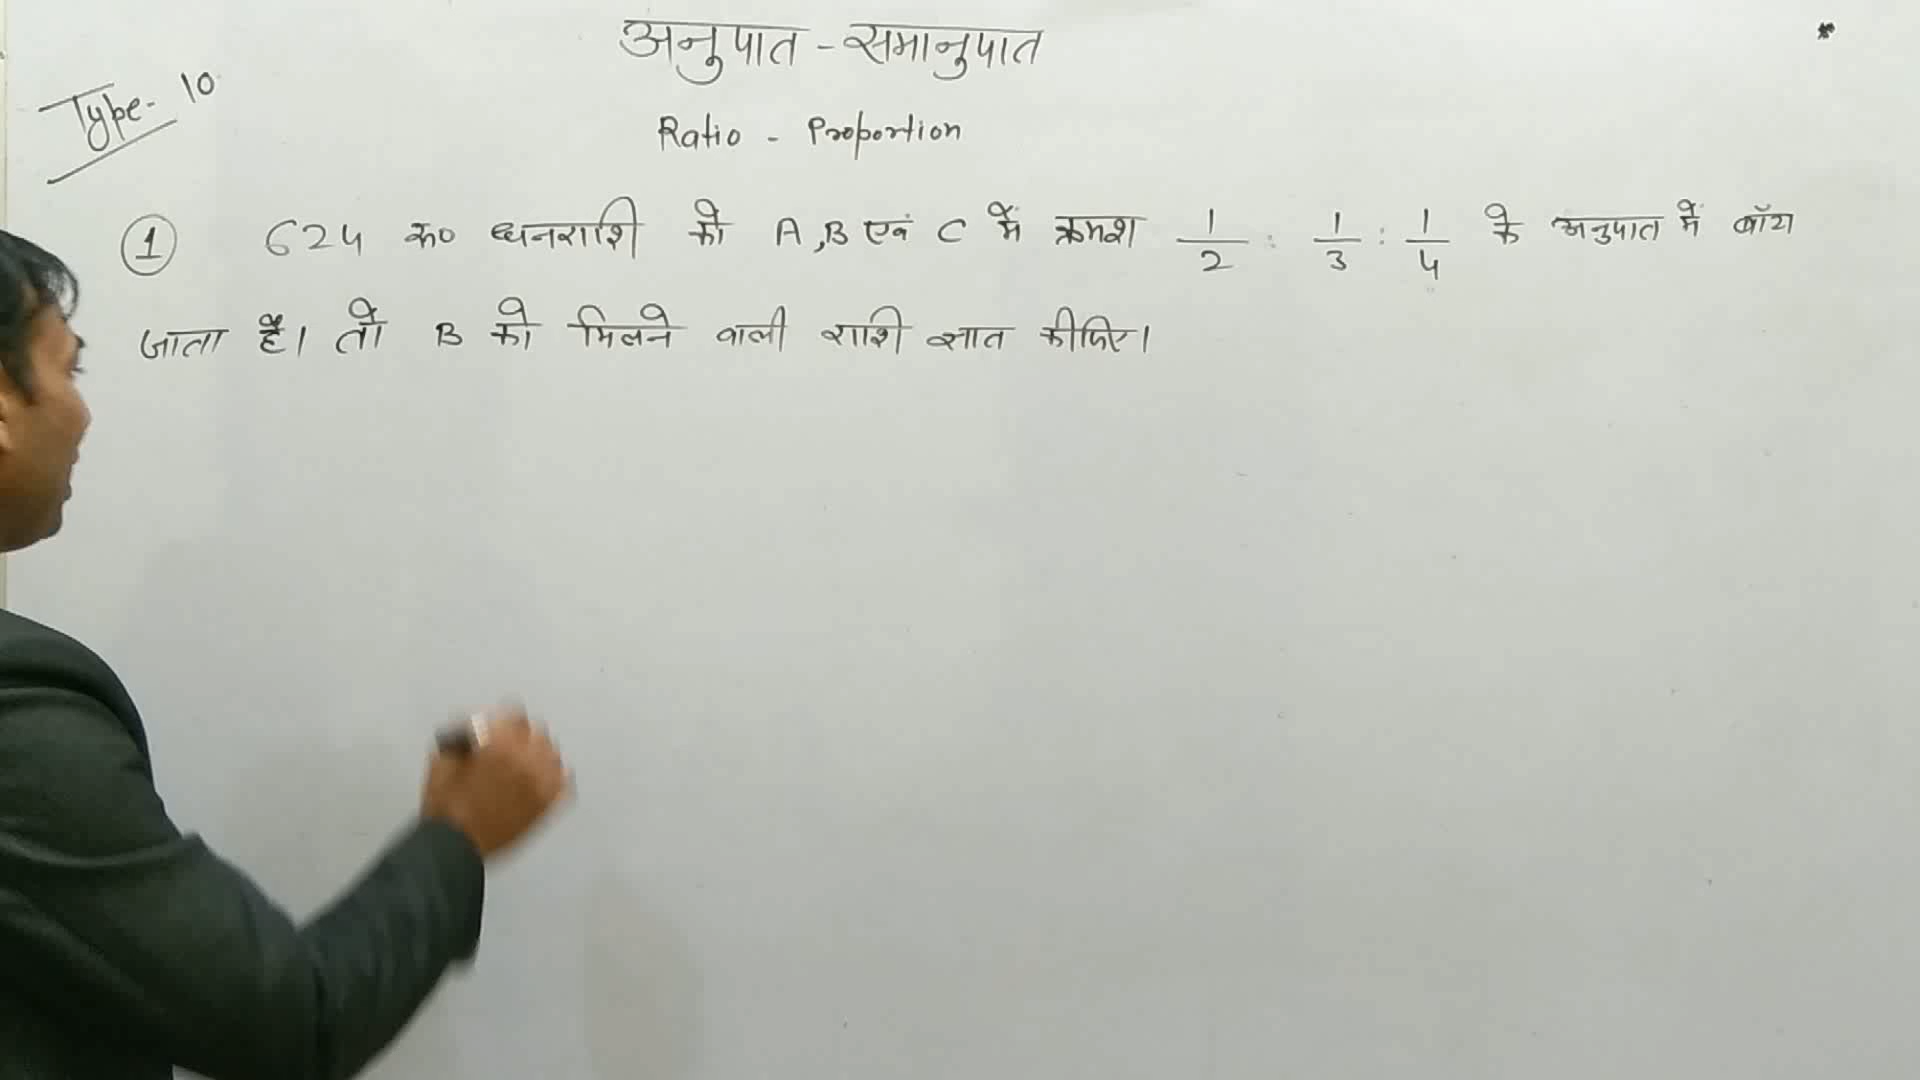 अनुपात - समानुपात
Type- 10
Ratio - Proportion
1 624 रू० धनराशि को A, B एवं C में क्रमश 1/2 : 1/3 : 1/4 के अनुपात में बाँटा
जाता है। तो B को मिलने वाली राशि ज्ञात कीजिए।